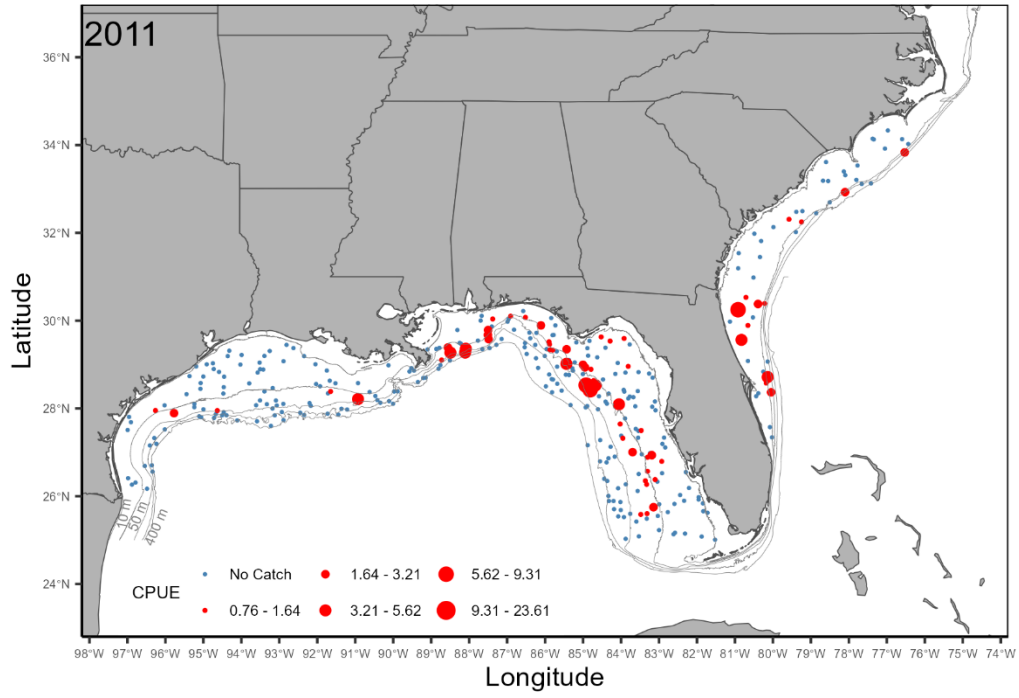 2011
36°N
34°N
32°N
30°N
28°N
26°N
24°N
Latitude
10 m
50 m
400 m
CPUE
No Catch
1.64 - 3.21
5.62 - 9.31
0.76 - 1.64
3.21 - 5.62
9.31 - 23.61
98°W 97°W 96°W 95°W 94°W 93°W 92°W 91°W 90°W 89°W 88°W 87°W 86°W 85°W 84°W 83°W 82°W 81°W 80°W 79°W 78°W 77°W 76°W 75°W 74°W
Longitude